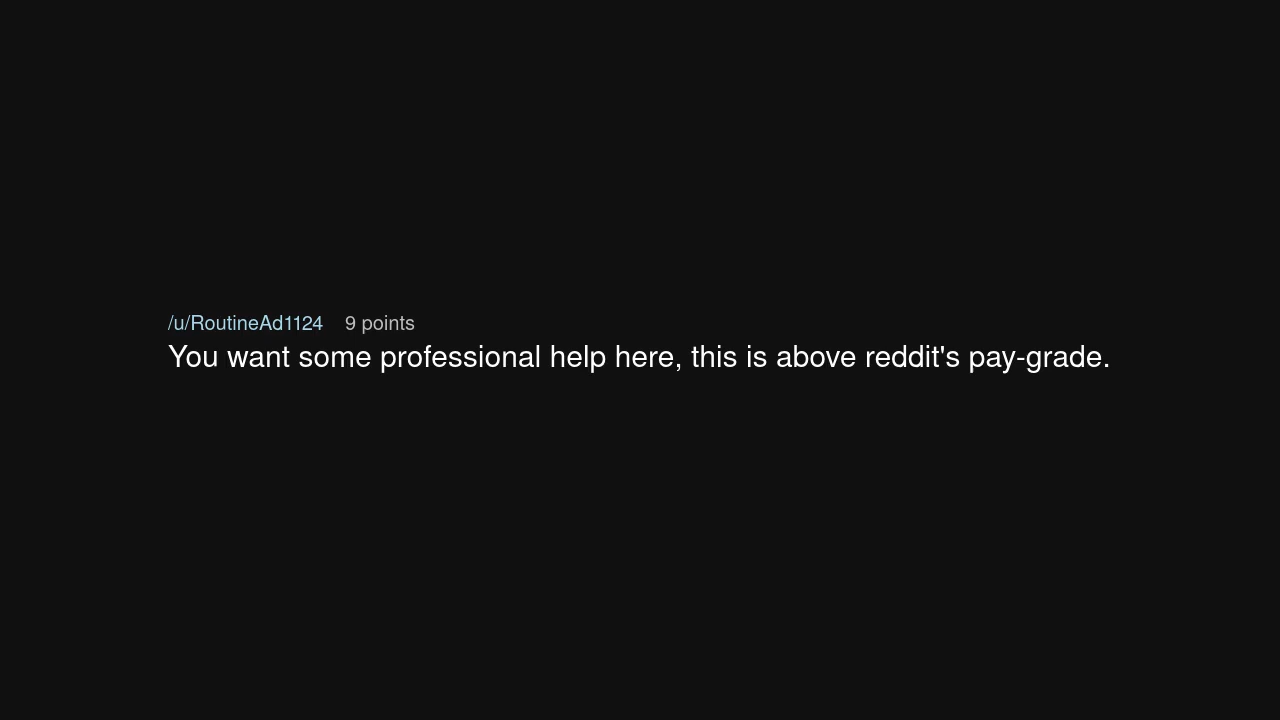 /u/RoutineAd1124 9 points
You want some professional help here, this is above reddit's pay-grade.